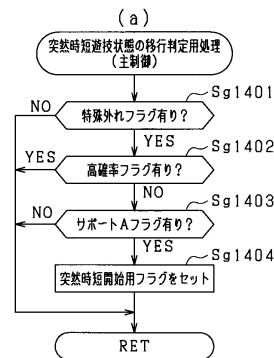 (a)
突然時短遊技状態の移行判定用処理
(主制御)
Sg1401
特殊外れフラグ有り?
NO
YES
Sg1402
高確率フラグ有り?
YES
NO
Sg1403
サポートAフラグ有り?
NO
YES
Sg1404
突然時短開始用フラグをセット
RET